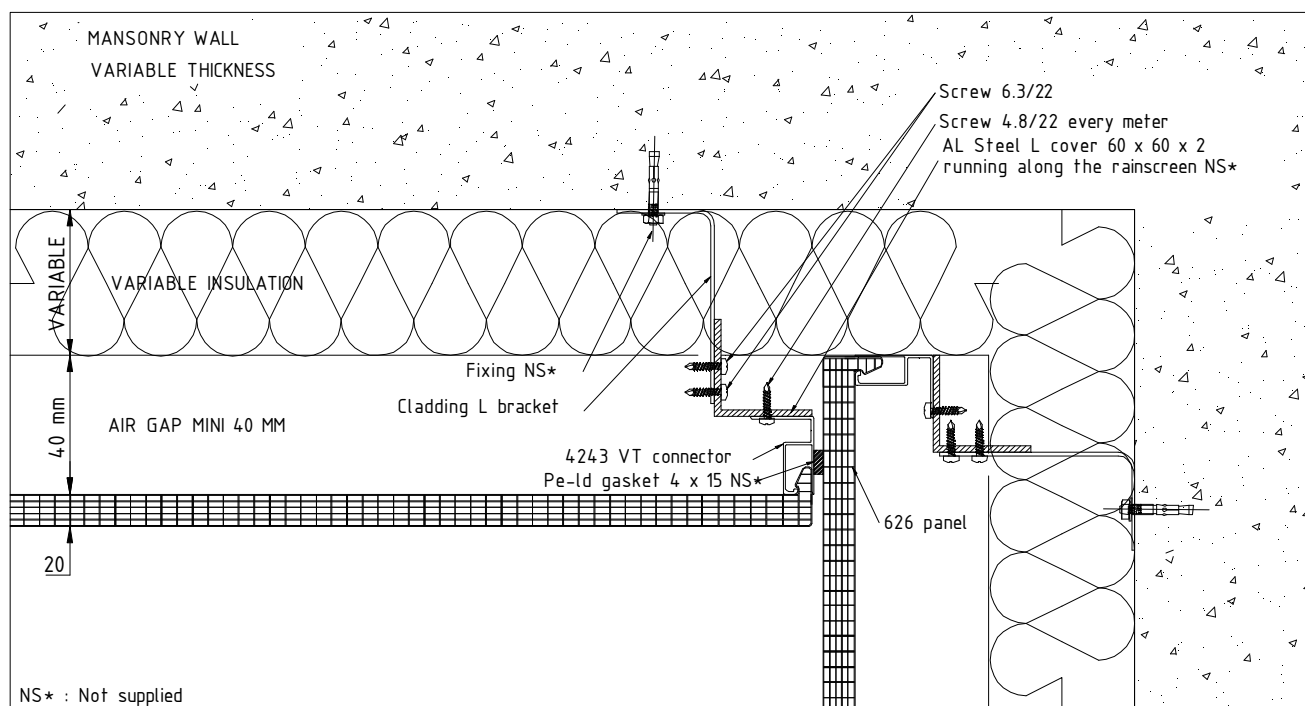 MANSONRY WALL
VARIABLE THICKNESS
Screw 6.3/22
Screw 4.8/22 every meter
AL Steel L cover 60 x 60 x 2
running along the rainscreen NS*
VARIABLE
VARIABLE INSULATION
Fixing NS*
Cladding L bracket
40 mm
AIR GAP MINI 40 MM
4243 VT connector
Pe-ld gasket 4 x 15 NS*
626 panel
20
NS* : Not supplied